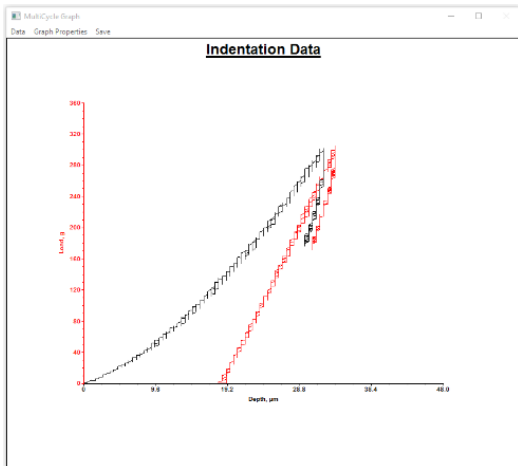 MultiCycle Graph
Data Graph Properties Save
Indentation Data
360
320
280
240
200
160
120
80
40
0
Load, g
0 9.6 19.2 28.8 38.4 48.0
Depth, µm